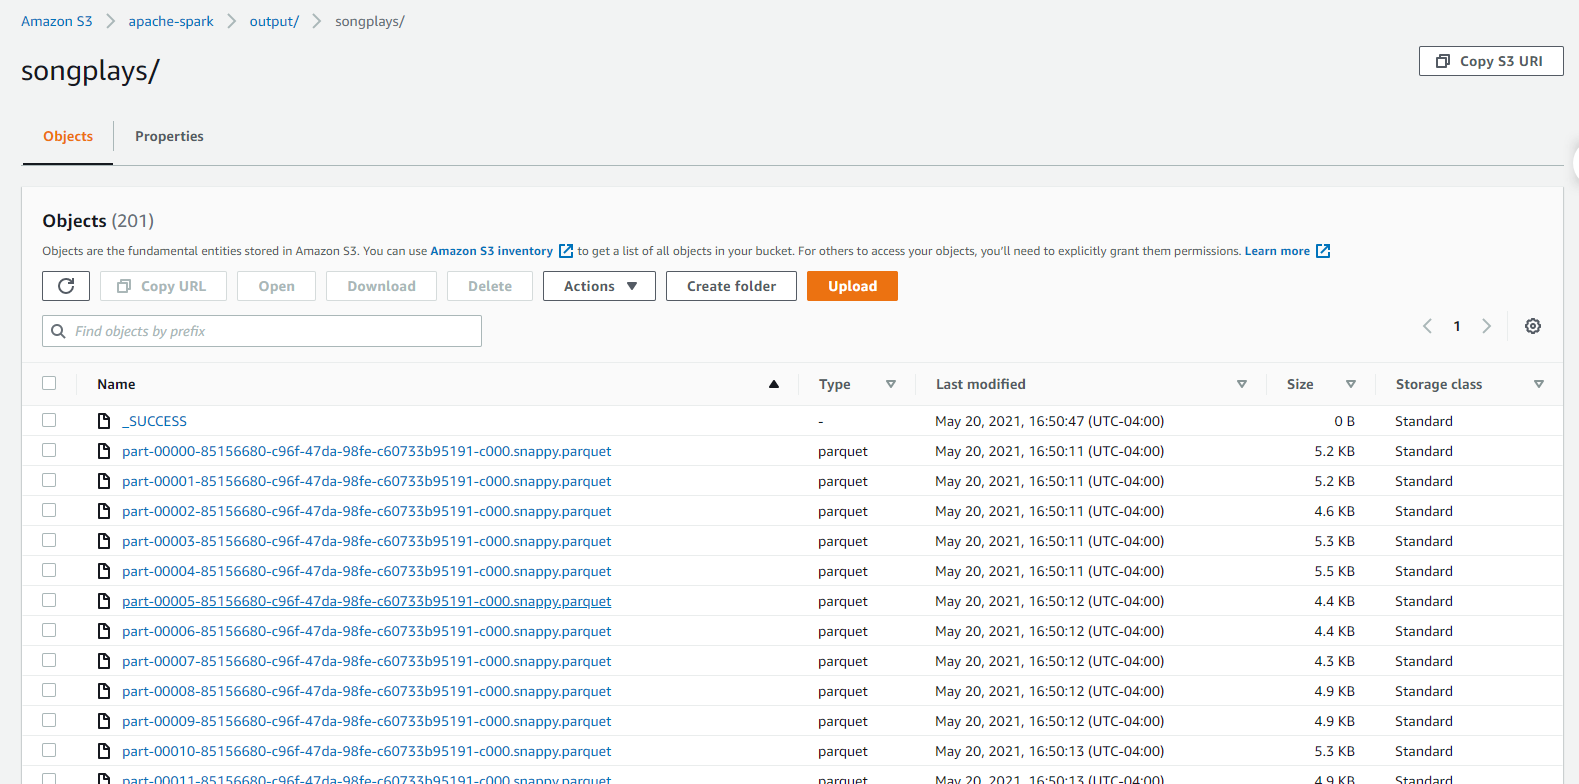 Amazon S3 > apache-spark > output/ > songplays/
songplays/
Copy S3 URI
Objects Properties
Objects (201)
Objects are the fundamental entities stored in Amazon S3. You can use Amazon S3 inventory to get a list of all objects in your bucket. For others to access your objects, you'll need to explicitly grant them permissions. Learn more
Copy URL Open Download Delete Actions Create folder Upload
Find objects by prefix
1
Name Type Last modified Size Storage class
_SUCCESS - May 20, 2021, 16:50:47 (UTC-04:00) 0 B Standard
part-00000-85156680-c96f-47da-98fe-c60733b95191-c000.snappy.parquet parquet May 20, 2021, 16:50:11 (UTC-04:00) 5.2 KB Standard
part-00001-85156680-c96f-47da-98fe-c60733b95191-c000.snappy.parquet parquet May 20, 2021, 16:50:11 (UTC-04:00) 5.2 KB Standard
part-00002-85156680-c96f-47da-98fe-c60733b95191-c000.snappy.parquet parquet May 20, 2021, 16:50:11 (UTC-04:00) 4.6 KB Standard
part-00003-85156680-c96f-47da-98fe-c60733b95191-c000.snappy.parquet parquet May 20, 2021, 16:50:11 (UTC-04:00) 5.3 KB Standard
part-00004-85156680-c96f-47da-98fe-c60733b95191-c000.snappy.parquet parquet May 20, 2021, 16:50:11 (UTC-04:00) 5.5 KB Standard
part-00005-85156680-c96f-47da-98fe-c60733b95191-c000.snappy.parquet parquet May 20, 2021, 16:50:12 (UTC-04:00) 4.4 KB Standard
part-00006-85156680-c96f-47da-98fe-c60733b95191-c000.snappy.parquet parquet May 20, 2021, 16:50:12 (UTC-04:00) 4.4 KB Standard
part-00007-85156680-c96f-47da-98fe-c60733b95191-c000.snappy.parquet parquet May 20, 2021, 16:50:12 (UTC-04:00) 4.3 KB Standard
part-00008-85156680-c96f-47da-98fe-c60733b95191-c000.snappy.parquet parquet May 20, 2021, 16:50:12 (UTC-04:00) 4.9 KB Standard
part-00009-85156680-c96f-47da-98fe-c60733b95191-c000.snappy.parquet parquet May 20, 2021, 16:50:12 (UTC-04:00) 4.9 KB Standard
part-00010-85156680-c96f-47da-98fe-c60733b95191-c000.snappy.parquet parquet May 20, 2021, 16:50:13 (UTC-04:00) 5.3 KB Standard
part-00011-85156680-c96f-47da-98fe-c60733b95191-c000.snappy.parquet parquet May 20, 2021, 16:50:13 (UTC-04:00) 4.9 KB Standard